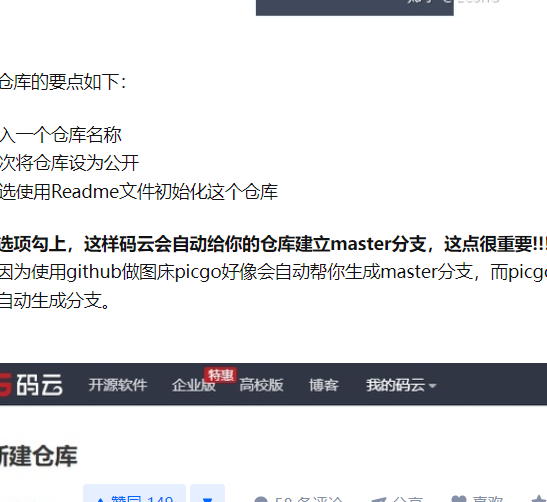 仓库的要点如下：
入一个仓库名称
次将仓库设为公开
选使用Readme文件初始化这个仓库
选项勾上，这样码云会自动给你的仓库建立master分支，这点很重要!!!
因为使用github做图床picgo好像会自动帮你生成master分支，而picgo
自动生成分支。
码云 开源软件 企业版 特惠 高校版 博客 我的码云
新建仓库
赞同 149 58 条评论 分享 喜欢